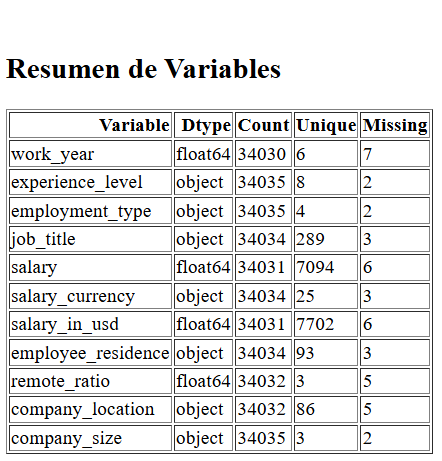 Resumen de Variables
Variable Dtype Count Unique Missing
work_year float64 34030 6 7
experience_level object 34035 8 2
employment_type object 34035 4 2
job_title object 34034 289 3
salary float64 34031 7094 6
salary_currency object 34034 25 3
salary_in_usd float64 34031 7702 6
employee_residence object 34034 93 3
remote_ratio float64 34032 3 5
company_location object 34032 86 5
company_size object 34035 3 2